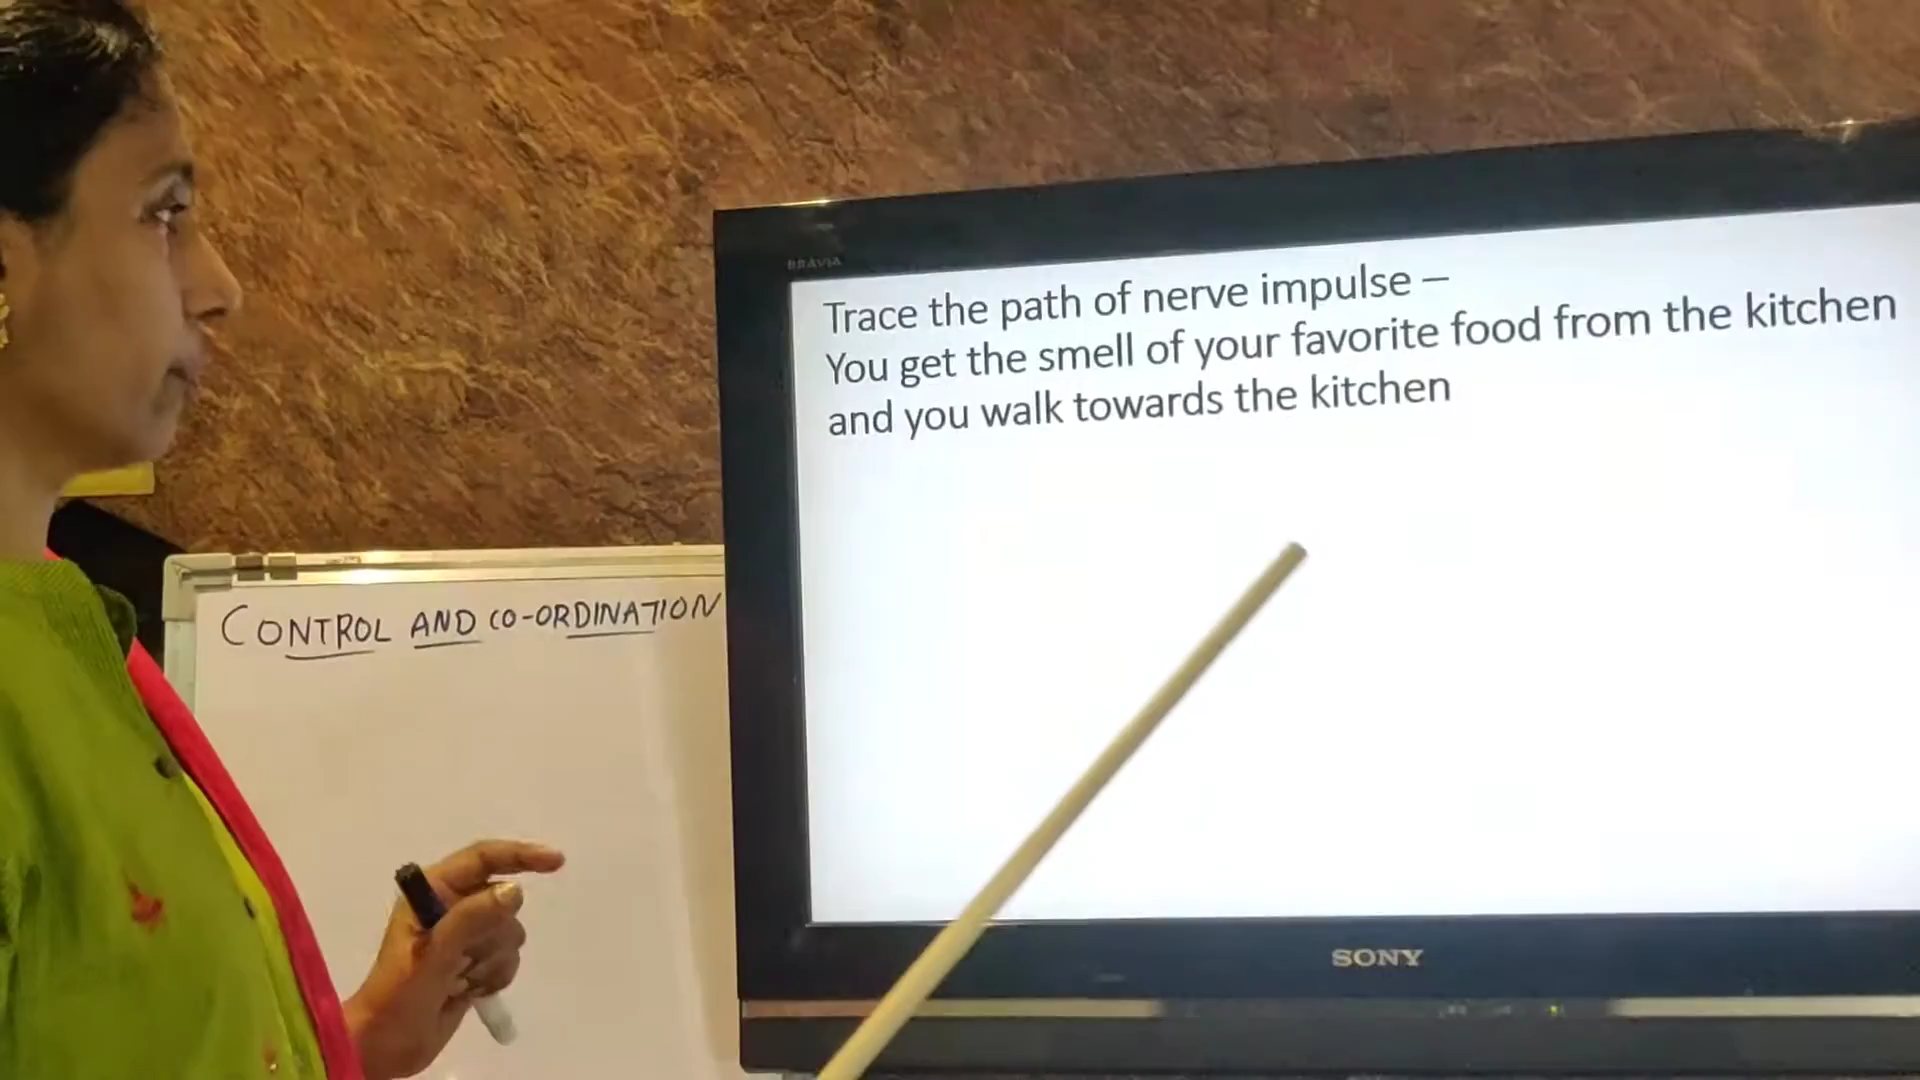 BRAVIA
Trace the path of nerve impulse –
You get the smell of your favorite food from the kitchen
and you walk towards the kitchen
CONTROL AND CO-ORDINATION
SONY